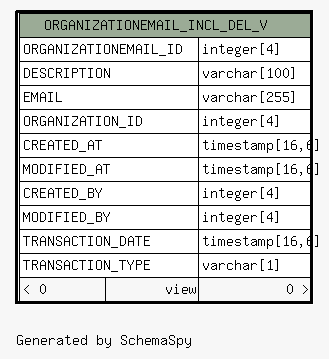 ORGANIZATIONEMAIL_INCL_DEL_V
ORGANIZATIONEMAIL_ID integer[4]
DESCRIPTION varchar[100]
EMAIL varchar[255]
ORGANIZATION_ID integer[4]
CREATED_AT timestamp[16,6]
MODIFIED_AT timestamp[16,6]
CREATED_BY integer[4]
MODIFIED_BY integer[4]
TRANSACTION_DATE timestamp[16,6]
TRANSACTION_TYPE varchar[1]
< 0 view 0 >
Generated by SchemaSpy